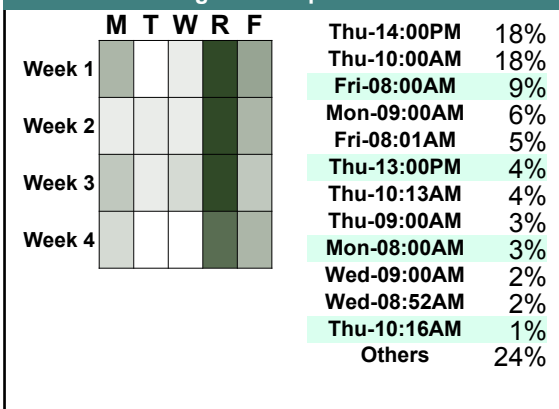 M T W R F
Week 1
Week 2
Week 3
Week 4
Thu-14:00PM 18%
Thu-10:00AM 18%
Fri-08:00AM 9%
Mon-09:00AM 6%
Fri-08:01AM 5%
Thu-13:00PM 4%
Thu-10:13AM 4%
Thu-09:00AM 3%
Mon-08:00AM 3%
Wed-09:00AM 2%
Wed-08:52AM 2%
Thu-10:16AM 1%
Others 24%